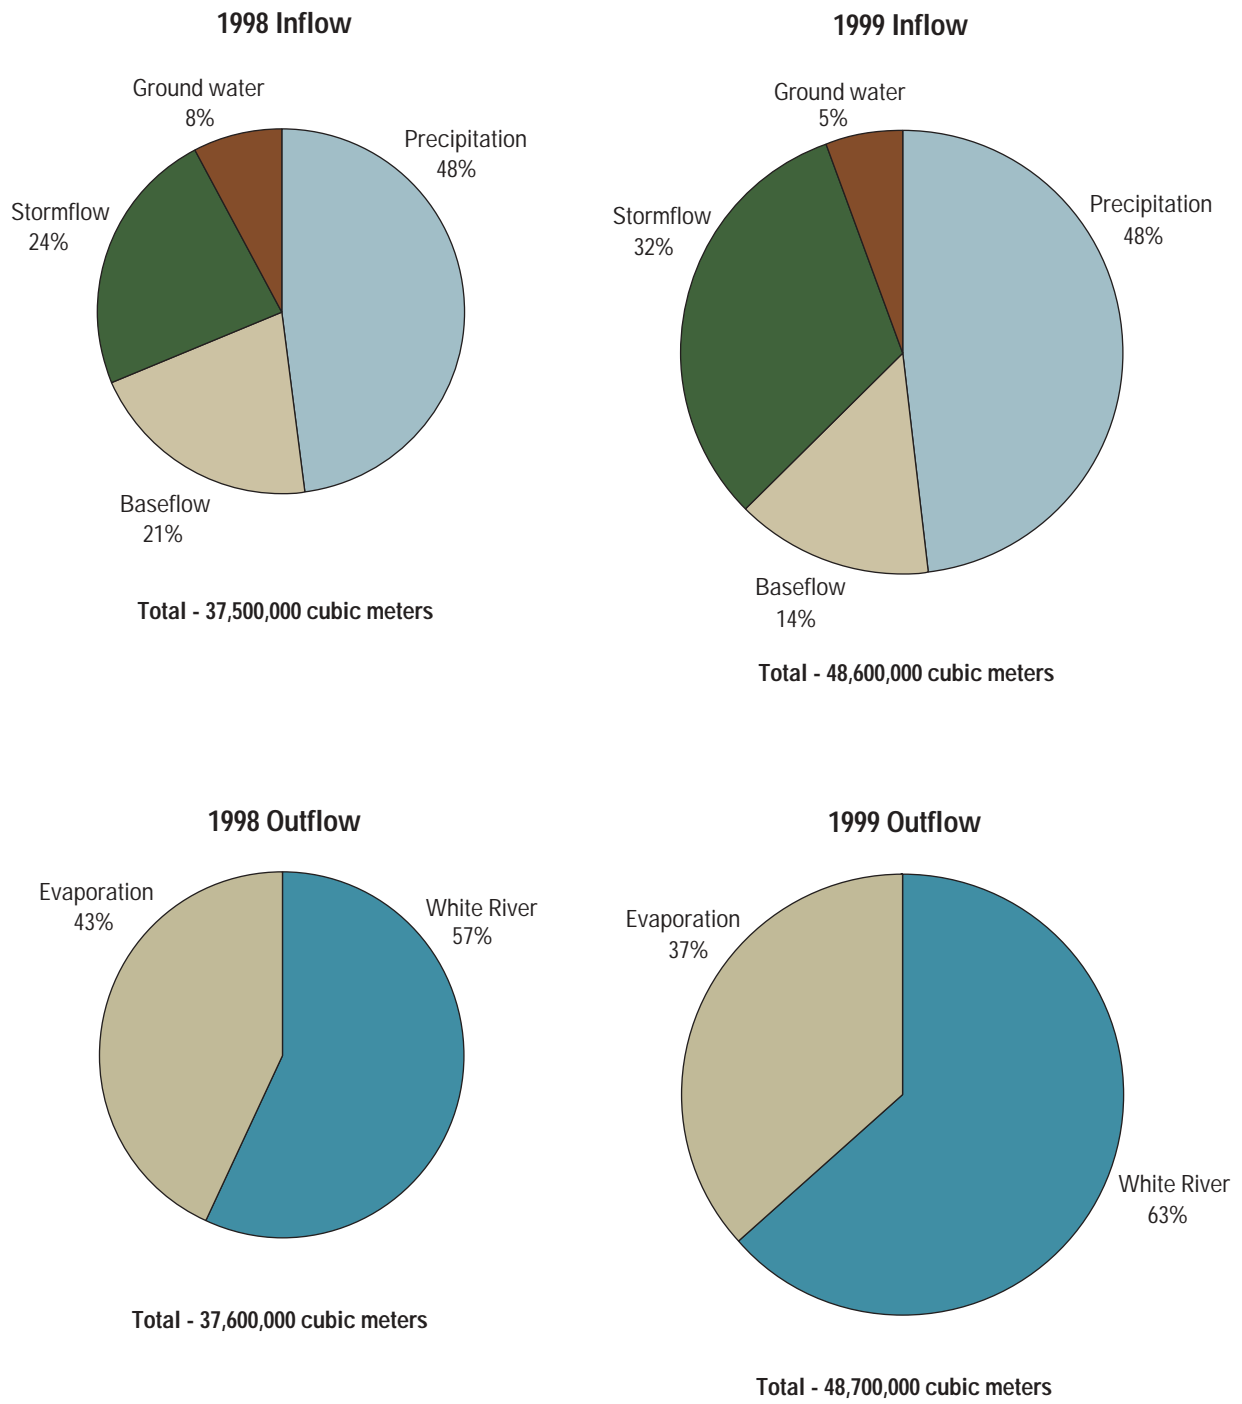 1998 Inflow
Ground water
8%
Precipitation
48%
Stormflow
24%
Baseflow
21%
Total - 37,500,000 cubic meters
1999 Inflow
Ground water
5%
Precipitation
48%
Stormflow
32%
Baseflow
14%
Total - 48,600,000 cubic meters
1998 Outflow
Evaporation
43%
White River
57%
Total - 37,600,000 cubic meters
1999 Outflow
Evaporation
37%
White River
63%
Total - 48,700,000 cubic meters